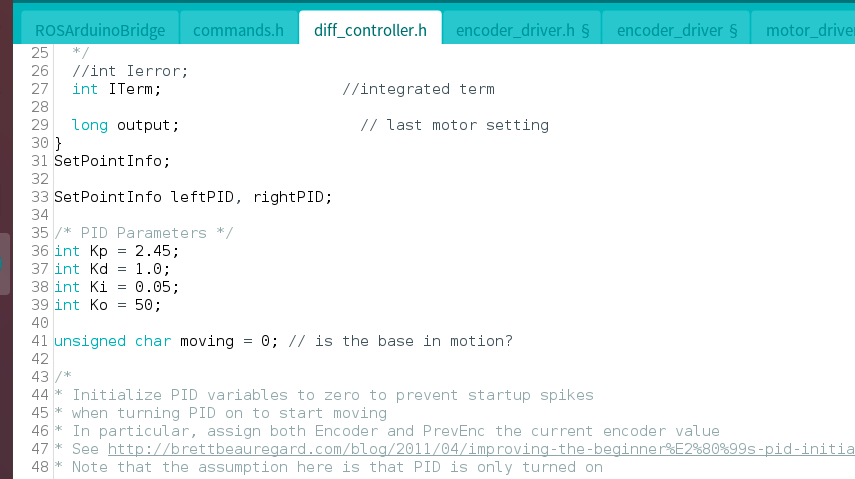 ROSArduinoBridge commands.h diff_controller.h encoder_driver.h § encoder_driver § motor_drive
25 */
26 //int Ierror;
27 int ITerm; //integrated term
28
29 long output; // last motor setting
30 }
31 SetPointInfo;
32
33 SetPointInfo leftPID, rightPID;
34
35 /* PID Parameters */
36 int Kp = 2.45;
37 int Kd = 1.0;
38 int Ki = 0.05;
39 int Ko = 50;
40
41 unsigned char moving = 0; // is the base in motion?
42
43 /*
44 * Initialize PID variables to zero to prevent startup spikes
45 * when turning PID on to start moving
46 * In particular, assign both Encoder and PrevEnc the current encoder value
47 * See http://brettbeauregard.com/blog/2011/04/improving-the-beginner%E2%80%99s-pid-initia
48 * Note that the assumption here is that PID is only turned on